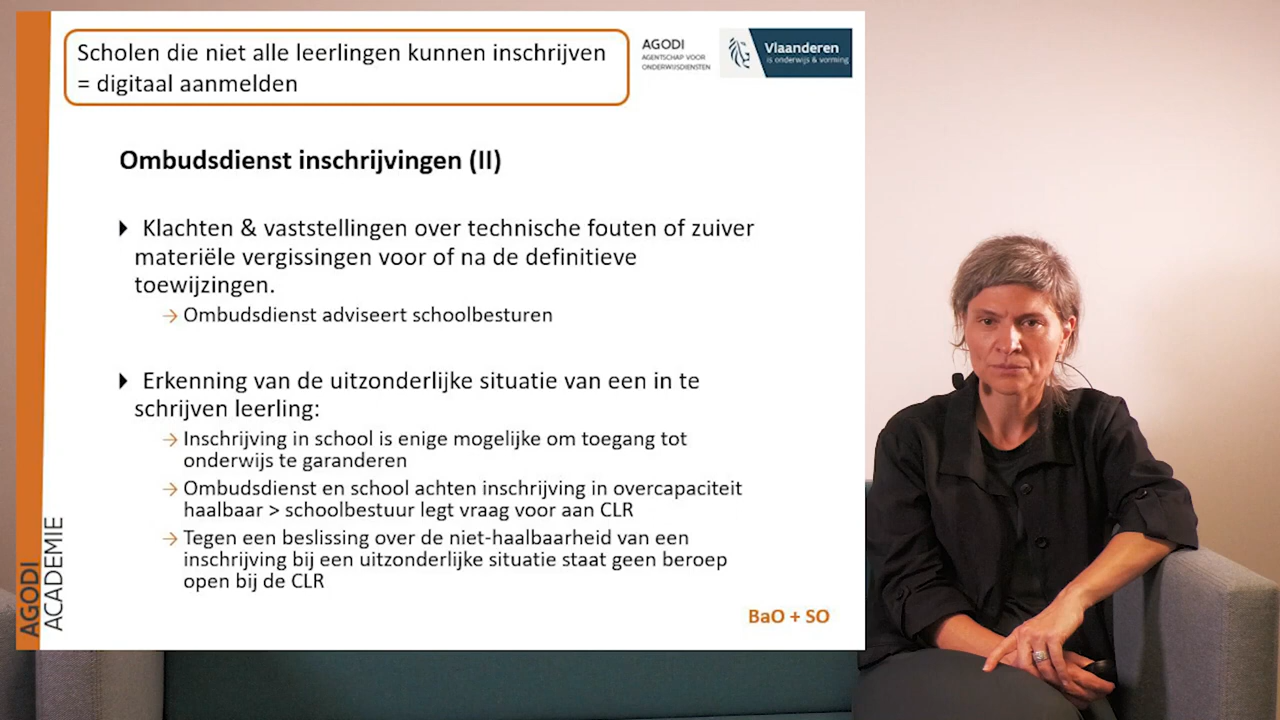 Scholen die niet alle leerlingen kunnen inschrijven
= digitaal aanmelden
AGODI
AGENTSCHAP VOOR
ONDERWIJSDIENSTEN
Vlaanderen
is onderwijs & vorming
Ombudsdienst inschrijvingen (II)
Klachten & vaststellingen over technische fouten of zuiver
materiële vergissingen voor of na de definitieve
toewijzingen.
→ Ombudsdienst adviseert schoolbesturen
Erkenning van de uitzonderlijke situatie van een in te
schrijven leerling:
→ Inschrijving in school is enige mogelijke om toegang tot
onderwijs te garanderen
→ Ombudsdienst en school achten inschrijving in overcapaciteit
haalbaar > schoolbestuur legt vraag voor aan CLR
→ Tegen een beslissing over de niet-haalbaarheid van een
inschrijving bij een uitzonderlijke situatie staat geen beroep
open bij de CLR
BaO + SO
AGODI
ACADEMIE